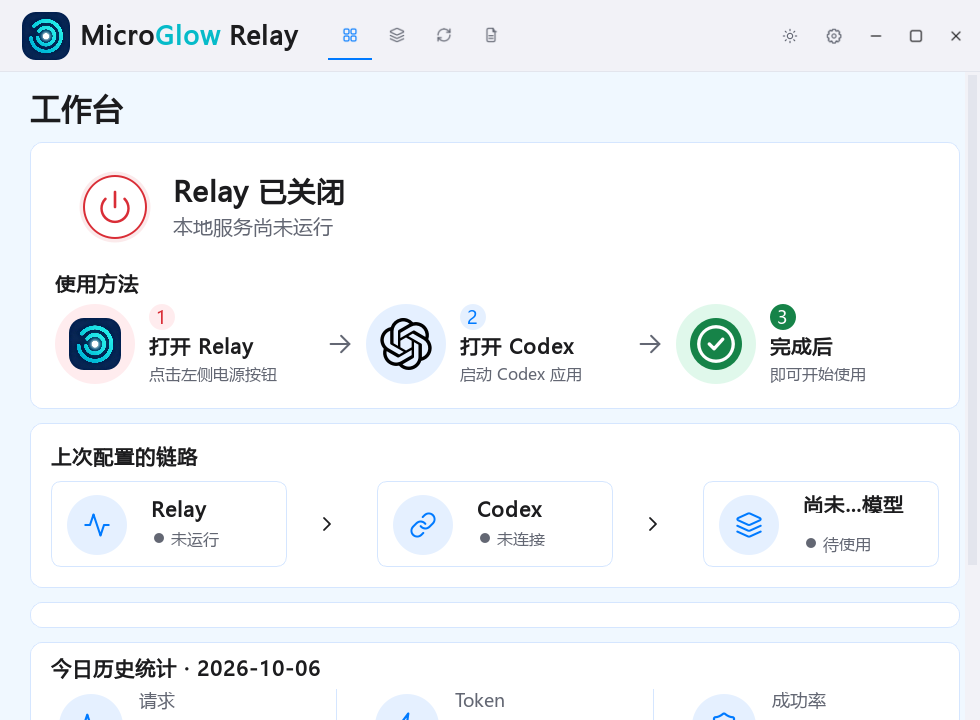 MicroGlow Relay
工作台
Relay 已关闭
本地服务尚未运行
使用方法
1
打开 Relay
点击左侧电源按钮
2
打开 Codex
启动 Codex 应用
3
完成后
即可开始使用
上次配置的链路
Relay
未运行
Codex
未连接
尚未...模型
待使用
今日历史统计 · 2026-10-06
请求
Token
成功率